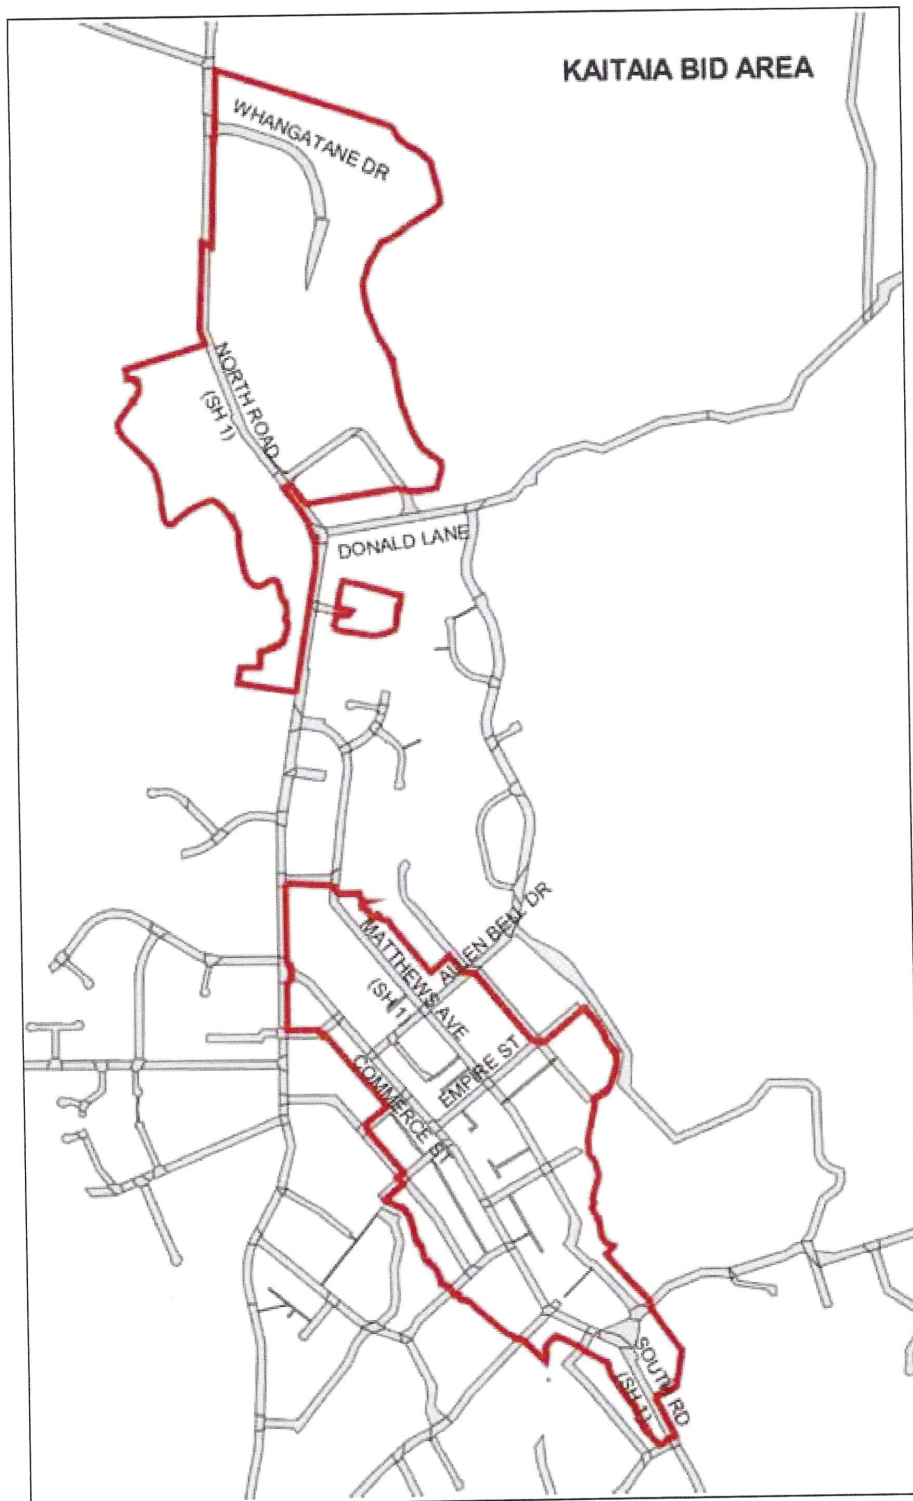 KAITAIA BID AREA
WHANGATANE DR
NORTH ROAD
(SH 1)
DONALD LANE
ALLEN BELL DR
MATTHEWS AVE
(SH 1)
EMPIRE ST
COMMERCE ST
SOUTH RD
(SH 1)